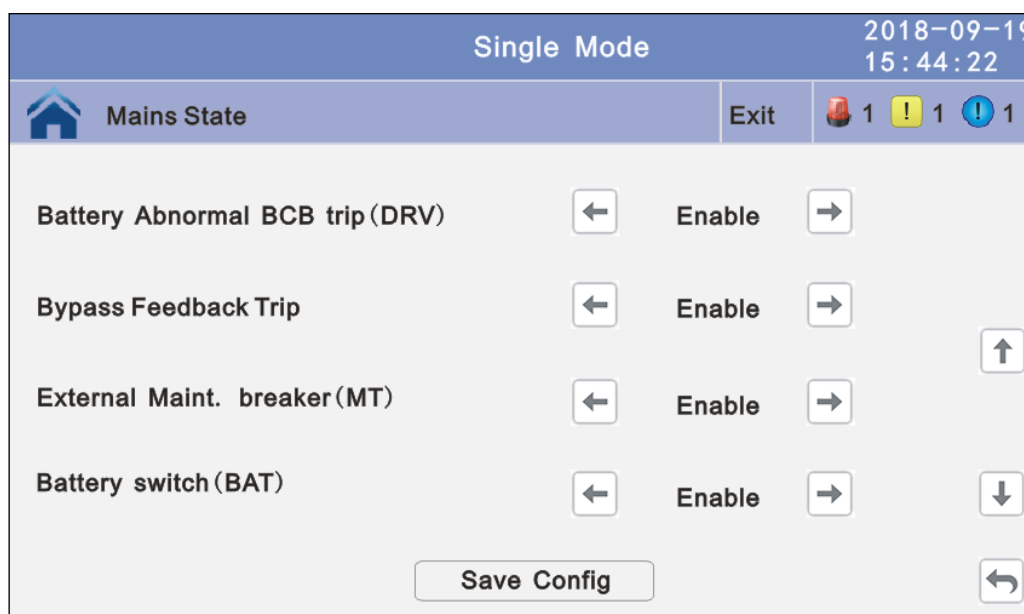 Single Mode
2018-09-19
15:44:22
Mains State
Exit
1
! 1
! 1
Battery Abnormal BCB trip(DRV)
Enable
Bypass Feedback Trip
Enable
External Maint. breaker(MT)
Enable
Battery switch(BAT)
Enable
Save Config